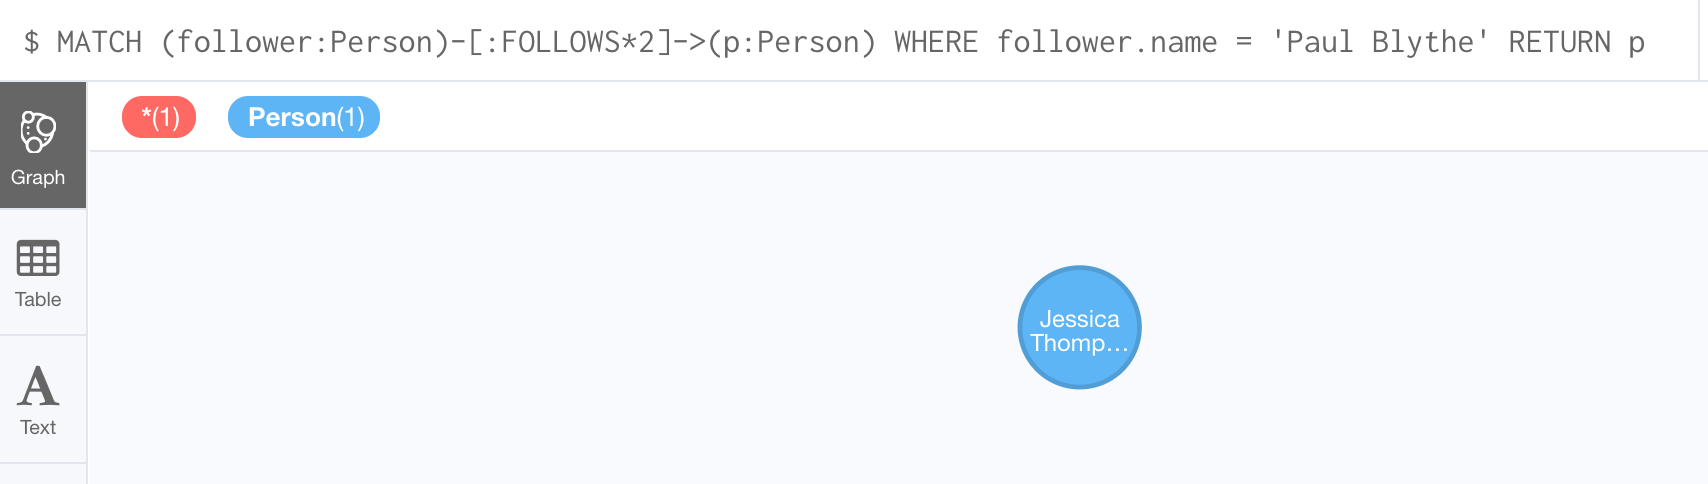 $ MATCH (follower:Person)-[:FOLLOWS*2]->(p:Person) WHERE follower.name = 'Paul Blythe' RETURN p
*(1) Person(1)
Graph
Table
Text
Jessica
Thomp...